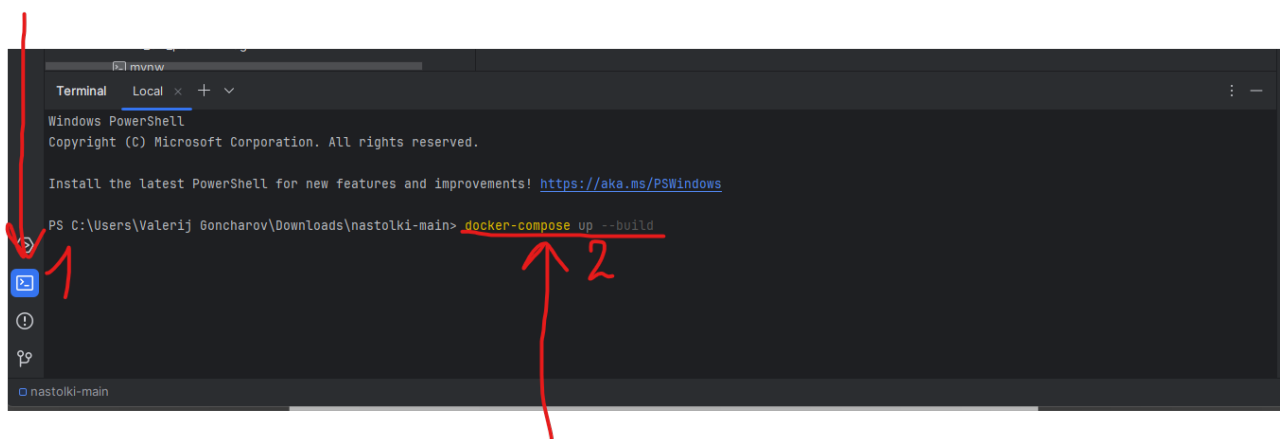 mvnw
Terminal Local × + ⌄
Windows PowerShell
Copyright (C) Microsoft Corporation. All rights reserved.
Install the latest PowerShell for new features and improvements! https://aka.ms/PSWindows
PS C:\Users\Valerij Goncharov\Downloads\nastolki-main> docker-compose up --build
1
2
nastolki-main